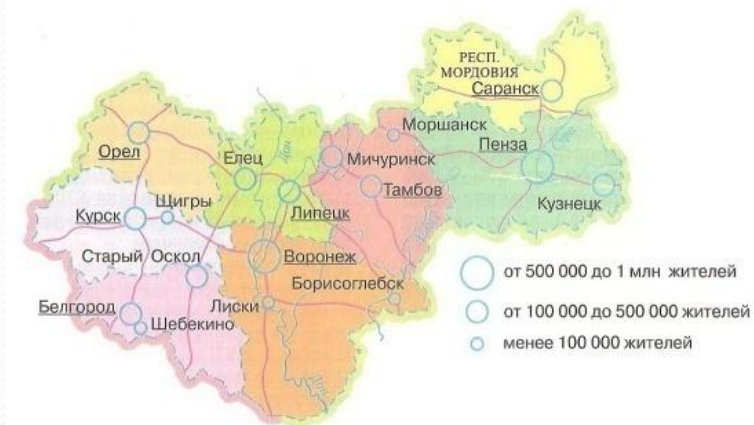 РЕСП.
МОРДОВИЯ
Саранск
Моршанск
Пенза
Сура
Орел
Елец
Дон
Мичуринск
Тамбов
Кузнецк
Щигры
Курск
Липецк
Старый Оскол
Воронеж
Борисоглебск
Белгород
Лиски
Шебекино
Дон
от 500 000 до 1 млн жителей
от 100 000 до 500 000 жителей
менее 100 000 жителей